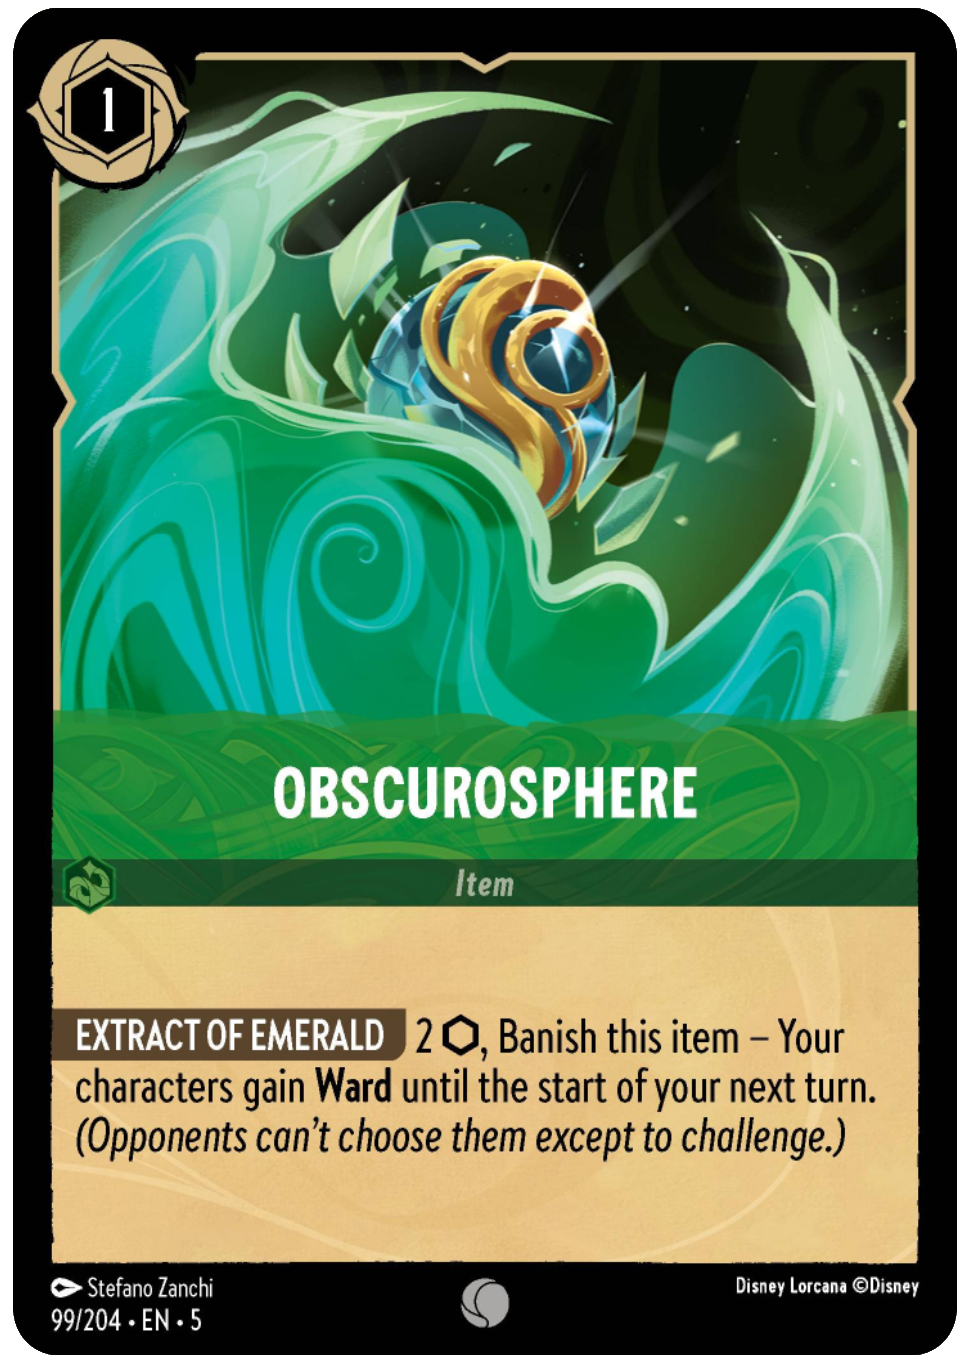 1
OBSCUROSPHERE
Item
EXTRACT OF EMERALD 2 ⬡, Banish this item – Your
characters gain Ward until the start of your next turn.
(Opponents can't choose them except to challenge.)
Stefano Zanchi
99/204 • EN • 5
Disney Lorcana ©Disney